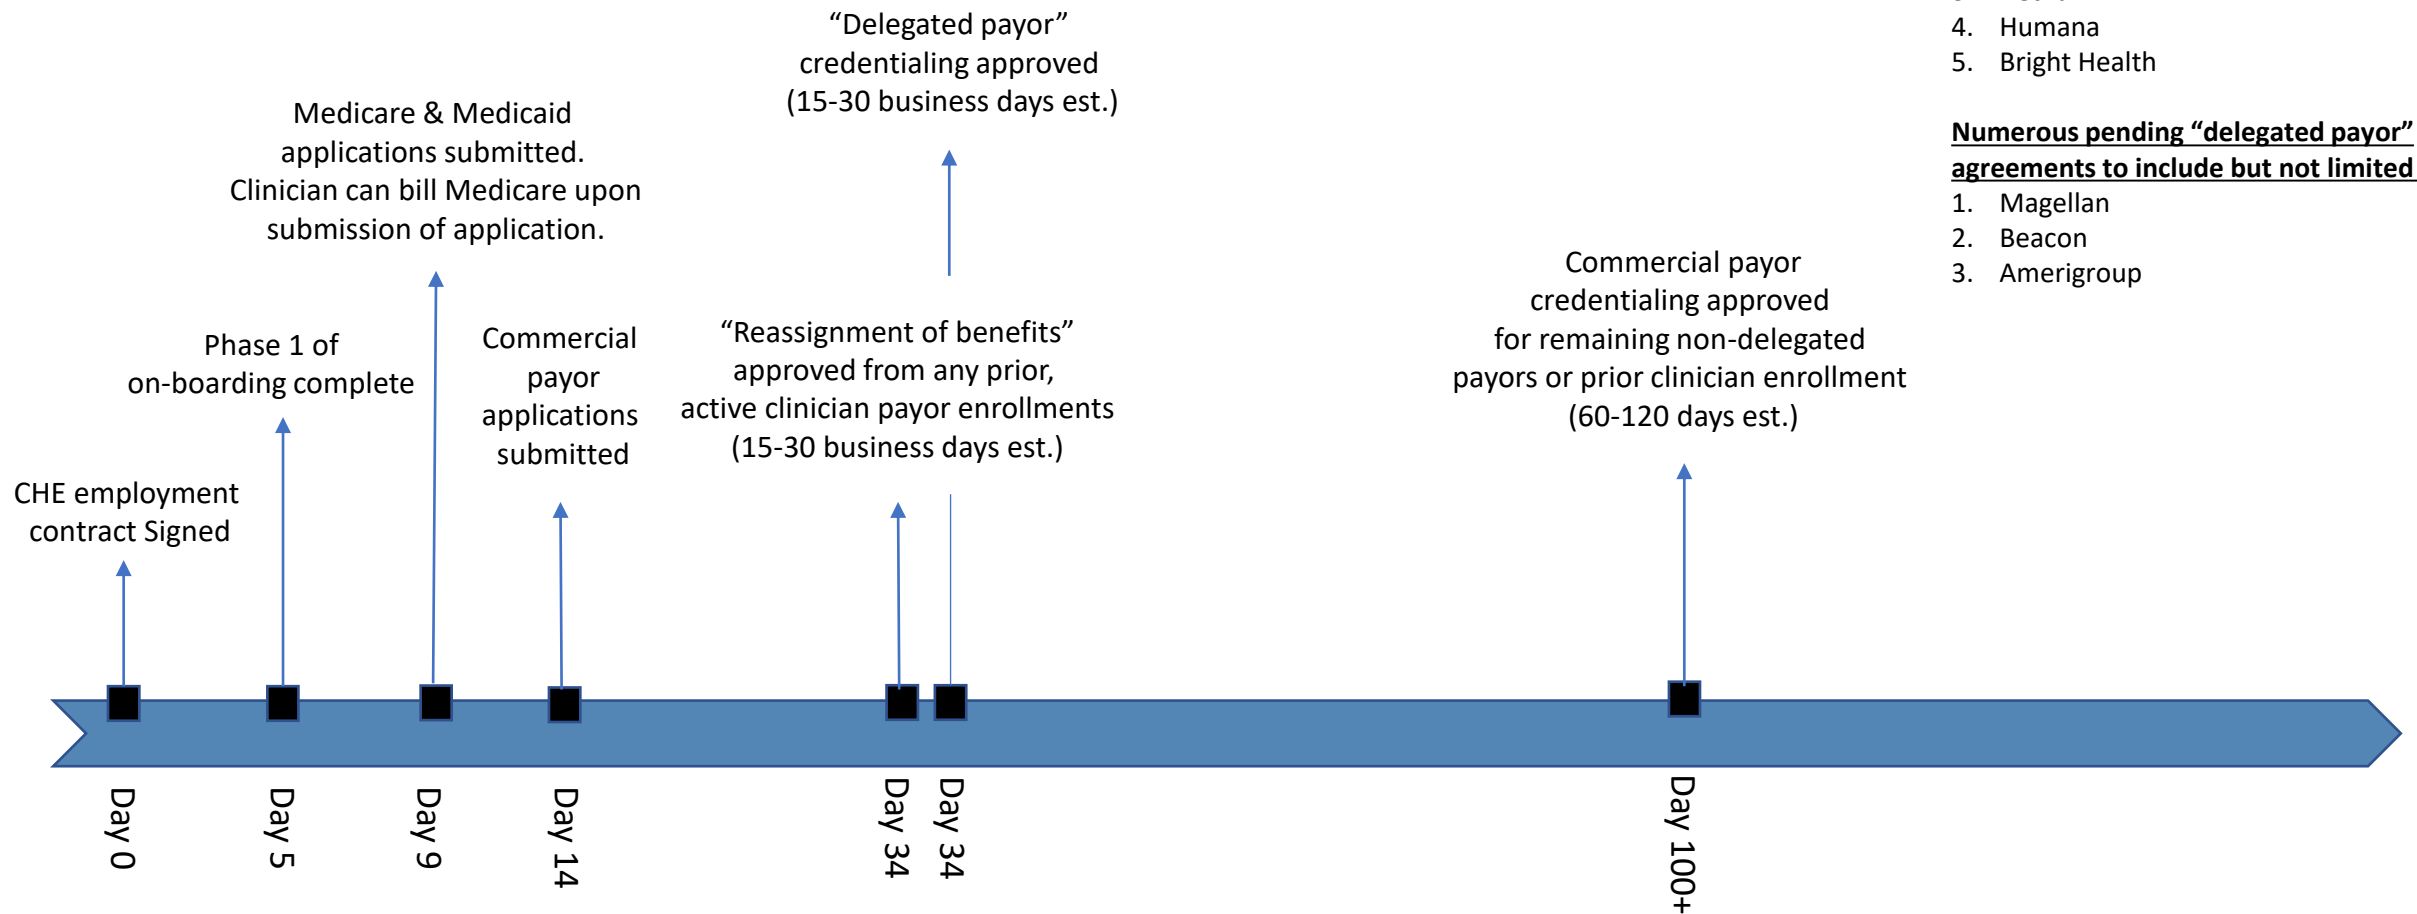 “Delegated payor”
credentialing approved
(15-30 business days est.)
4. Humana
5. Bright Health
Numerous pending “delegated payor”
agreements to include but not limited
1. Magellan
2. Beacon
3. Amerigroup
Medicare & Medicaid
applications submitted.
Clinician can bill Medicare upon
submission of application.
Phase 1 of
on-boarding complete
Commercial
payor
applications
submitted
“Reassignment of benefits”
approved from any prior,
active clinician payor enrollments
(15-30 business days est.)
Commercial payor
credentialing approved
for remaining non-delegated
payors or prior clinician enrollment
(60-120 days est.)
CHE employment
contract Signed
Day 0
Day 5
Day 9
Day 14
Day 34
Day 34
Day 100+